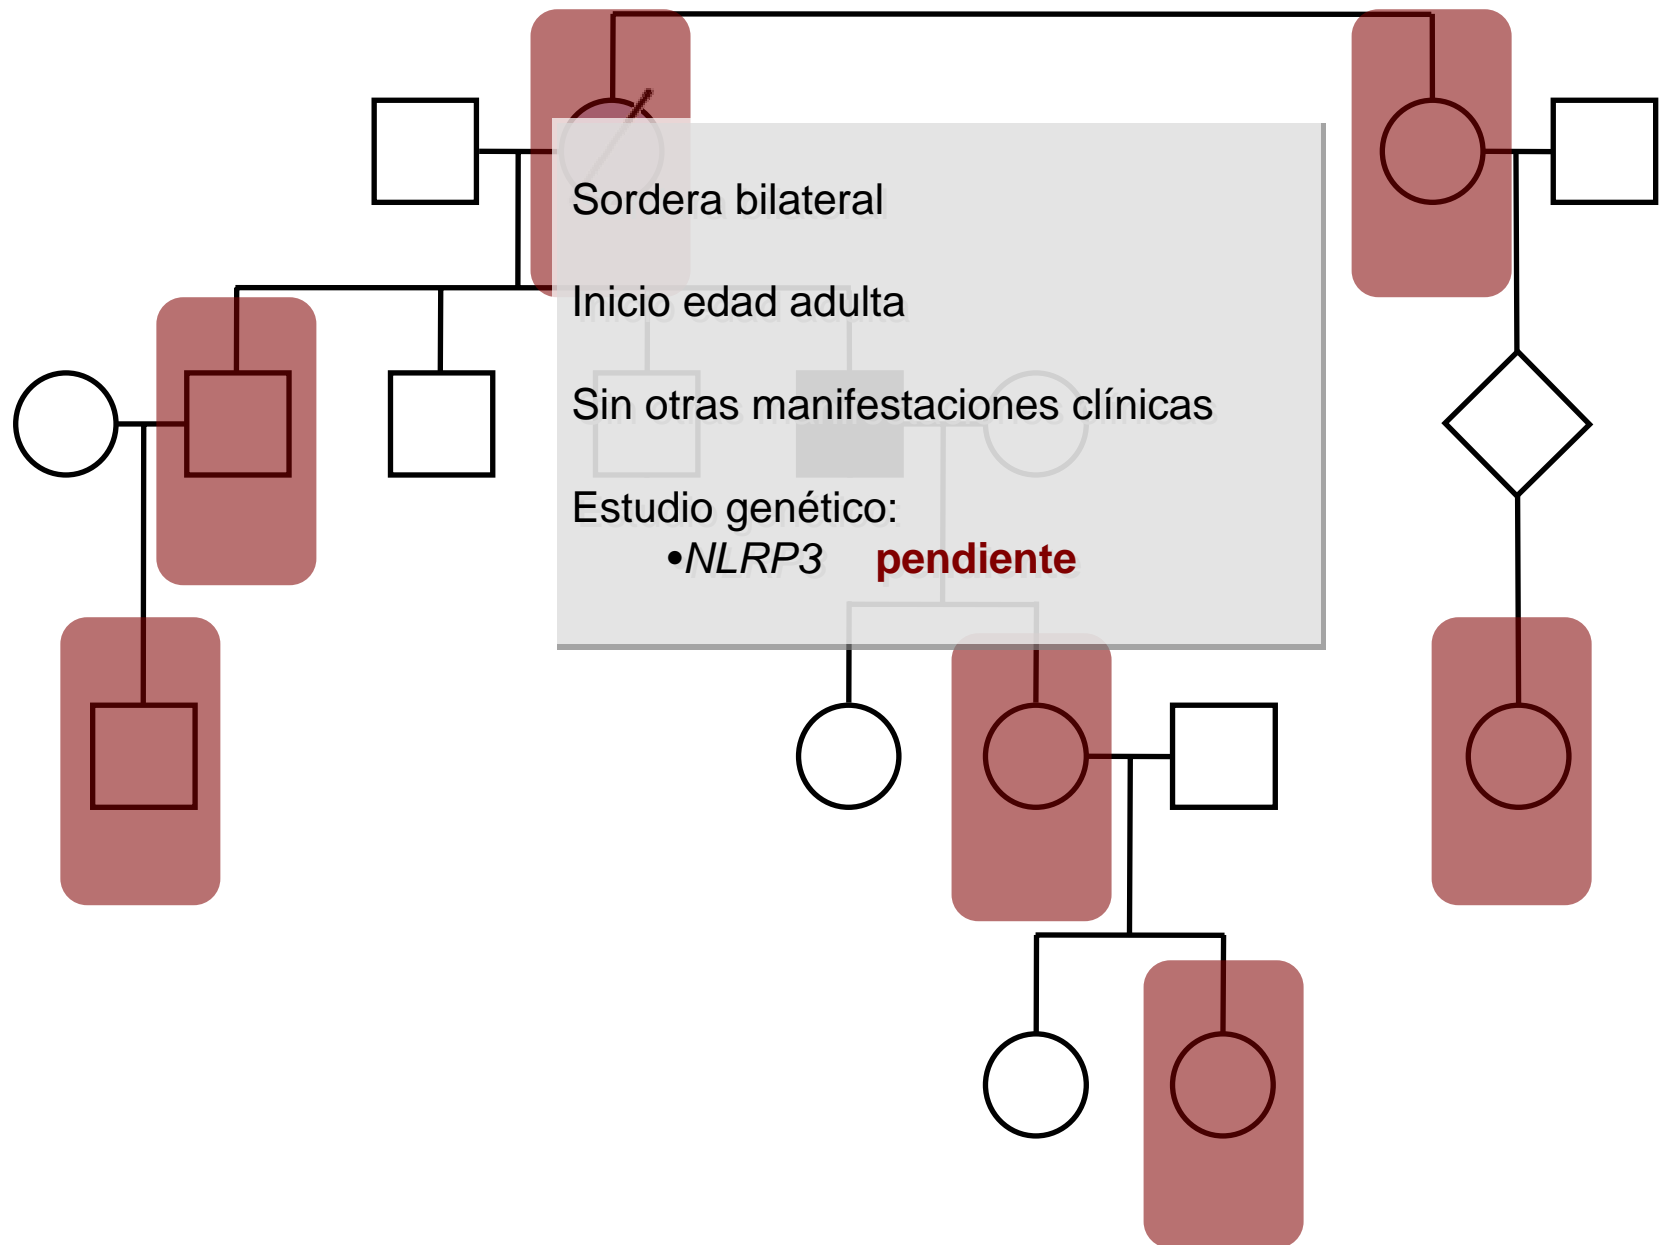 Sordera bilateral
Inicio edad adulta
Sin otras manifestaciones clínicas
Estudio genético:
•NLRP3 pendiente